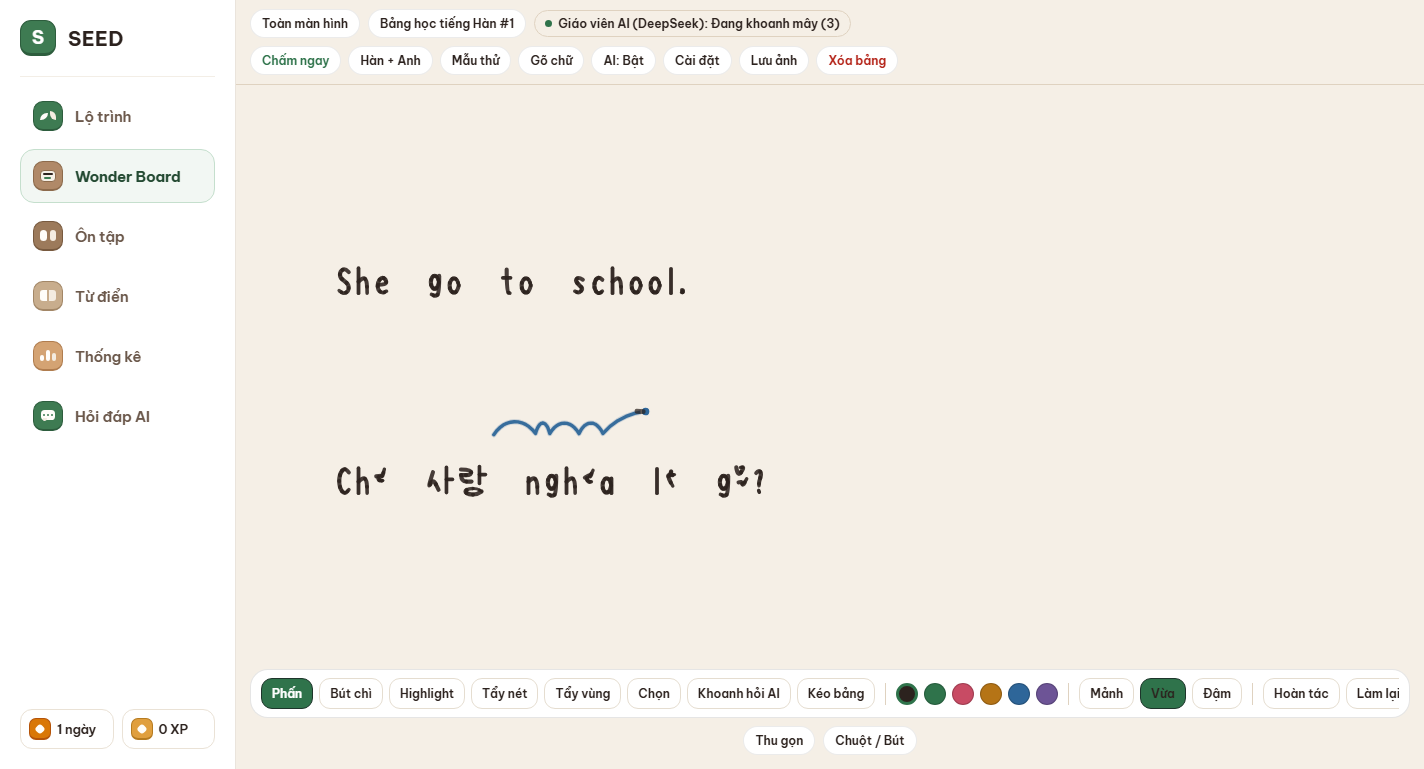 S SEED
Lộ trình
Wonder Board
Ôn tập
Từ điển
Thống kê
Hỏi đáp AI
1 ngày
0 XP
Toàn màn hình
Bảng học tiếng Hàn #1
Giáo viên AI (DeepSeek): Đang khoanh mây (3)
Chấm ngay
Hàn + Anh
Mẫu thử
Gõ chữ
AI: Bật
Cài đặt
Lưu ảnh
Xóa bảng
She go to school.
사랑
Phấn
Bút chì
Highlight
Tẩy nét
Tẩy vùng
Chọn
Khoanh hỏi AI
Kéo bảng
Mảnh
Vừa
Đậm
Hoàn tác
Làm lại
Thu gọn
Chuột / Bút